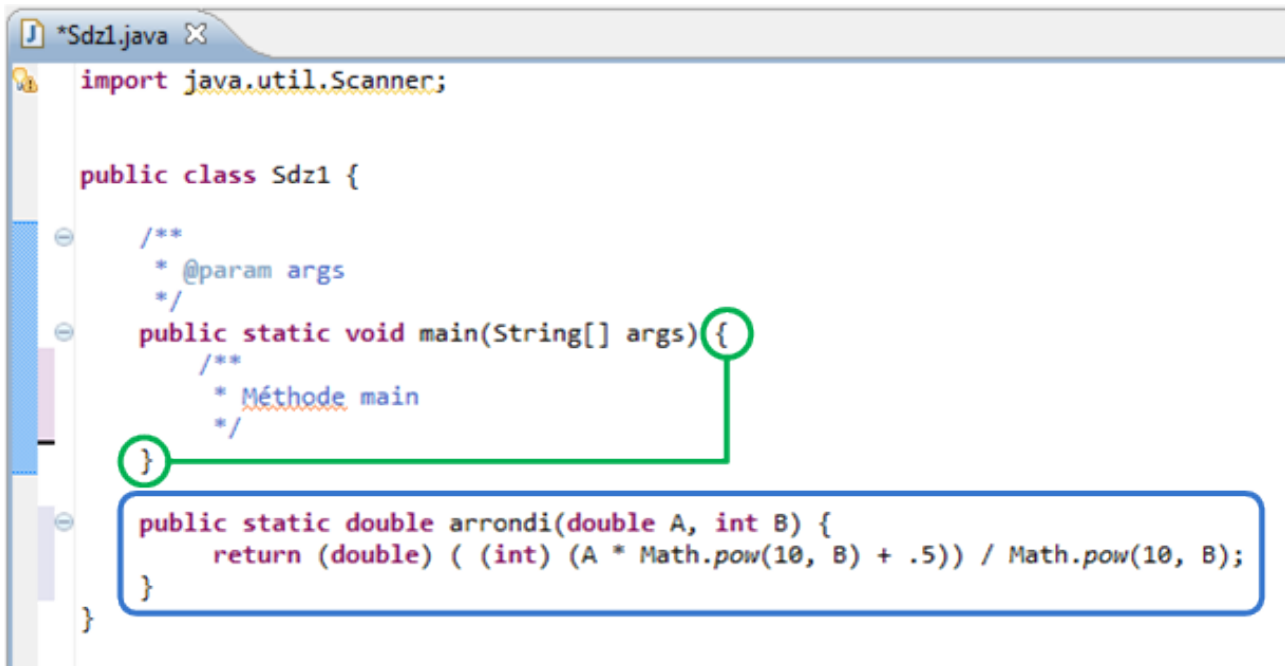 *Sdz1.java
import java.util.Scanner;
public class Sdz1 {
/**
* @param args
*/
public static void main(String[] args) {
/**
* Méthode main
*/
}
public static double arrondi(double A, int B) {
return (double) ( (int) (A * Math.pow(10, B) + .5)) / Math.pow(10, B);
}
}